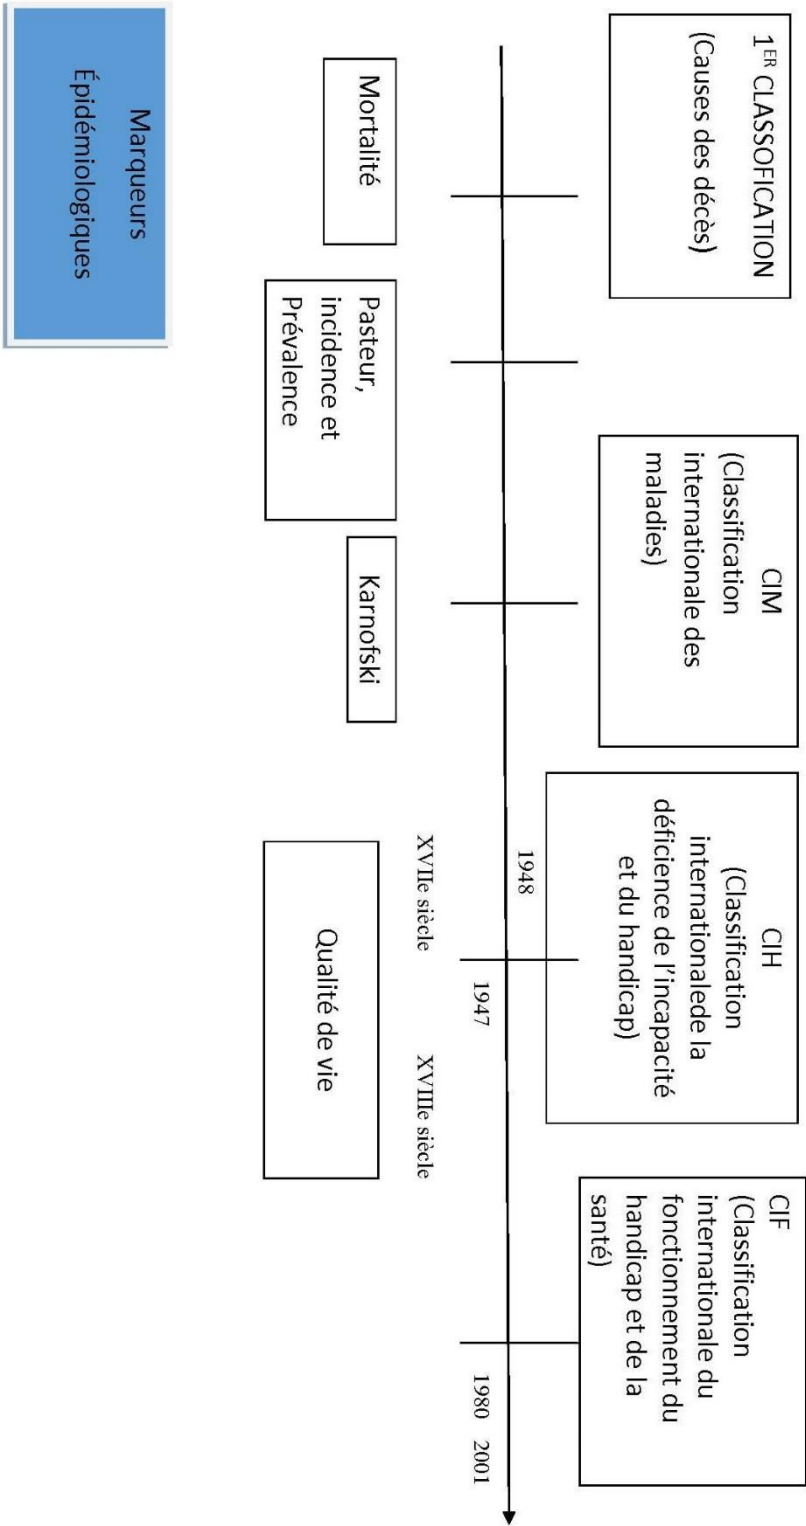 1ER CLASSOFICATION
(Causes des décès)
CIM
(Classification
internationale des
maladies)
CIH
(Classification
internationalede la
déficience de l'incapacité
et du handicap)
CIF
(Classification
internationale du
fonctionnement du
handicap et de la
santé)
1948
1947
1980 2001
XVIIe siècle
XVIIIe siècle
Mortalité
Pasteur,
incidence et
Prévalence
Karnofski
Qualité de vie
Marqueurs
Épidémiologiques